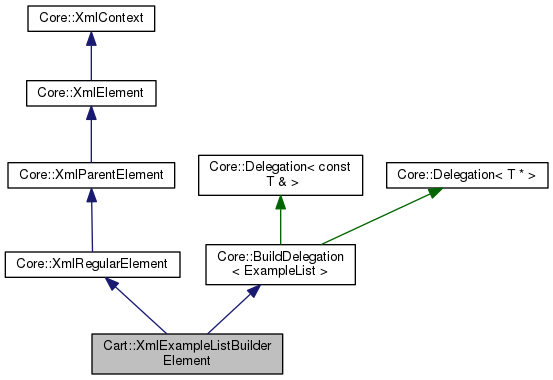 Core::XmlContext
Core::XmlElement
Core::XmlParentElement
Core::Delegation< const
T & >
Core::Delegation< T * >
Core::XmlRegularElement
Core::BuildDelegation
< ExampleList >
Cart::XmlExampleListBuilder
Element